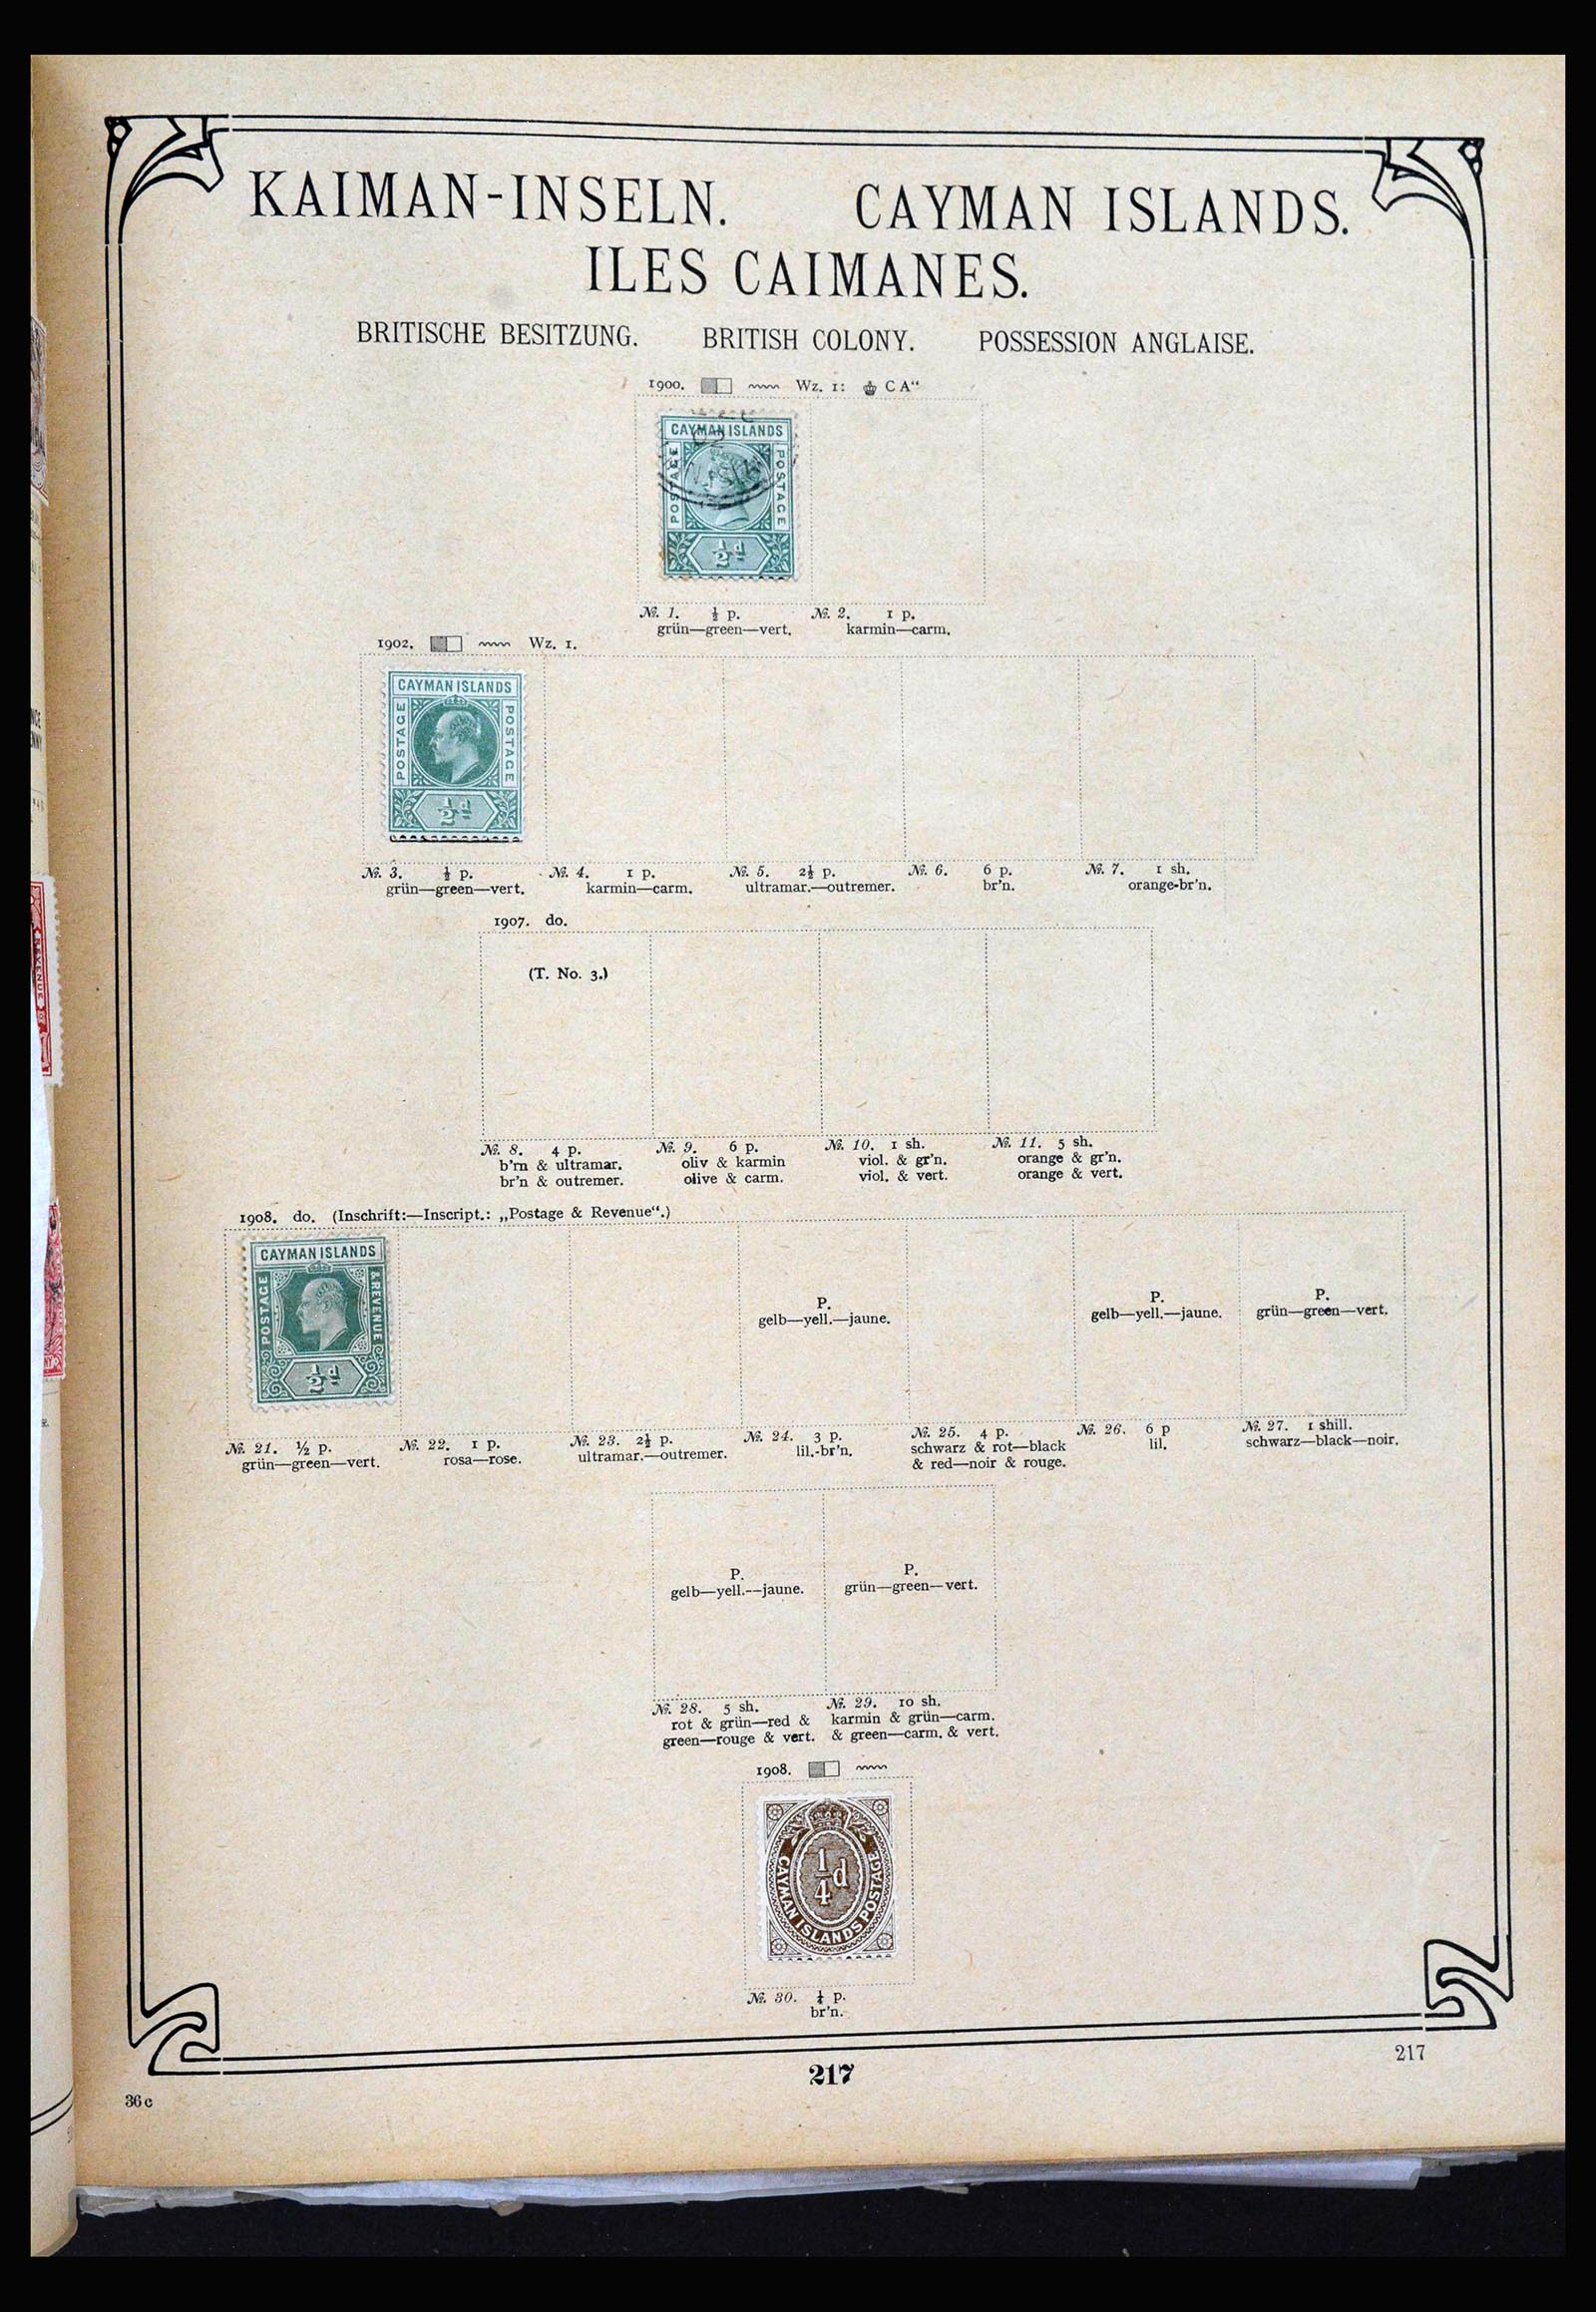 KAIMAN-INSELN. CAYMAN ISLANDS.
ILES CAIMANES.
BRITISCHE BESITZUNG. BRITISH COLONY. POSSESSION ANGLAISE.
1900. Wz. 1: C A“
CAYMAN ISLANDS
POSTAGE POSTAGE
½ d
№. 1. ½ p. №. 2. 1 p.
grün—green—vert. karmin—carm.
1902. Wz. 1.
CAYMAN ISLANDS
POSTAGE POSTAGE
½ d
№. 3. ½ p. №. 4. 1 p. №. 5. 2½ p. №. 6. 6 p. №. 7. 1 sh.
grün—green—vert. karmin—carm. ultramar.—outremer. br'n. orange-br'n.
1907. do.
(T. No. 3.)
№. 8. 4 p. №. 9. 6 p. №. 10. 1 sh. №. 11. 5 sh.
b'rn & ultramar. oliv & karmin viol. & gr'n. orange & gr'n.
br'n & outremer. olive & carm. viol. & vert. orange & vert.
1908. do. (Inschrift:—Inscript.: „Postage & Revenue“.)
CAYMAN ISLANDS
POSTAGE & REVENUE
½ d
P. P. P.
gelb—yell.—jaune. gelb—yell.—jaune. grün—green—vert.
№. 21. ½ p. №. 22. 1 p. №. 23. 2½ p. №. 24. 3 p. №. 25. 4 p. №. 26. 6 p №. 27. 1 shill.
grün—green—vert. rosa—rose. ultramar.—outremer. lil.-br'n. schwarz & rot—black lil. schwarz—black—noir.
& red—noir & rouge.
P. P.
gelb—yell.—jaune. grün—green—vert.
№. 28. 5 sh. №. 29. 10 sh.
rot & grün—red & karmin & grün—carm.
green—rouge & vert. & green—carm. & vert.
1908.
¼ d
CAYMAN ISLANDS POSTAGE
№. 30. ¼ p.
br'n.
217
217
36 c
REVENUE